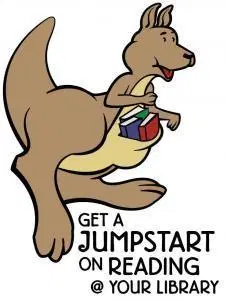 GET A
JUMPSTART
ON READING
@ YOUR LIBRARY